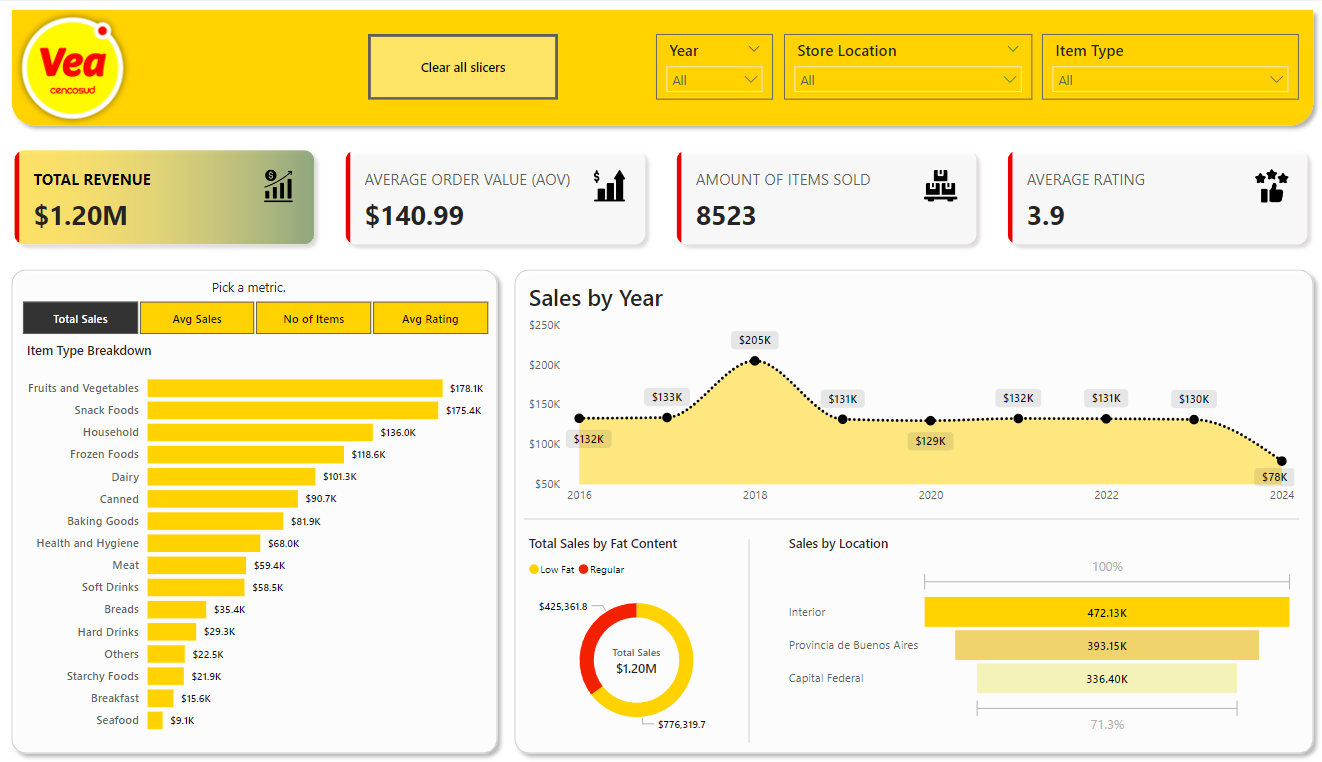 Vea
cencosud
Clear all slicers
Year
All
Store Location
All
Item Type
All
TOTAL REVENUE
$1.20M
AVERAGE ORDER VALUE (AOV)
$140.99
AMOUNT OF ITEMS SOLD
8523
AVERAGE RATING
3.9
Pick a metric.
Total Sales
Avg Sales
No of Items
Avg Rating
Item Type Breakdown
Fruits and Vegetables $178.1K
Snack Foods $175.4K
Household $136.0K
Frozen Foods $118.6K
Dairy $101.3K
Canned $90.7K
Baking Goods $81.9K
Health and Hygiene $68.0K
Meat $59.4K
Soft Drinks $58.5K
Breads $35.4K
Hard Drinks $29.3K
Others $22.5K
Starchy Foods $21.9K
Breakfast $15.6K
Seafood $9.1K
Sales by Year
$250K
$200K
$150K
$100K
$50K
$132K
$133K
$205K
$131K
$129K
$132K
$131K
$130K
$78K
2016 2018 2020 2022 2024
Total Sales by Fat Content
Low Fat Regular
$425,361.8
Total Sales
$1.20M
$776,319.7
Sales by Location
100%
Interior 472.13K
Provincia de Buenos Aires 393.15K
Capital Federal 336.40K
71.3%